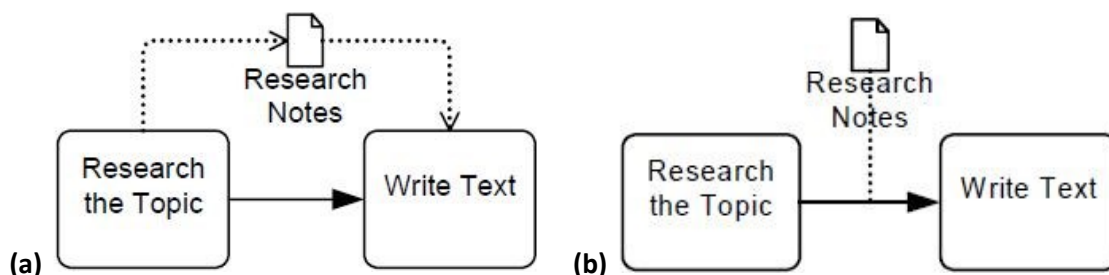 Research
Notes
Research
the Topic
Write Text
(a)
Research
Notes
Research
the Topic
Write Text
(b)